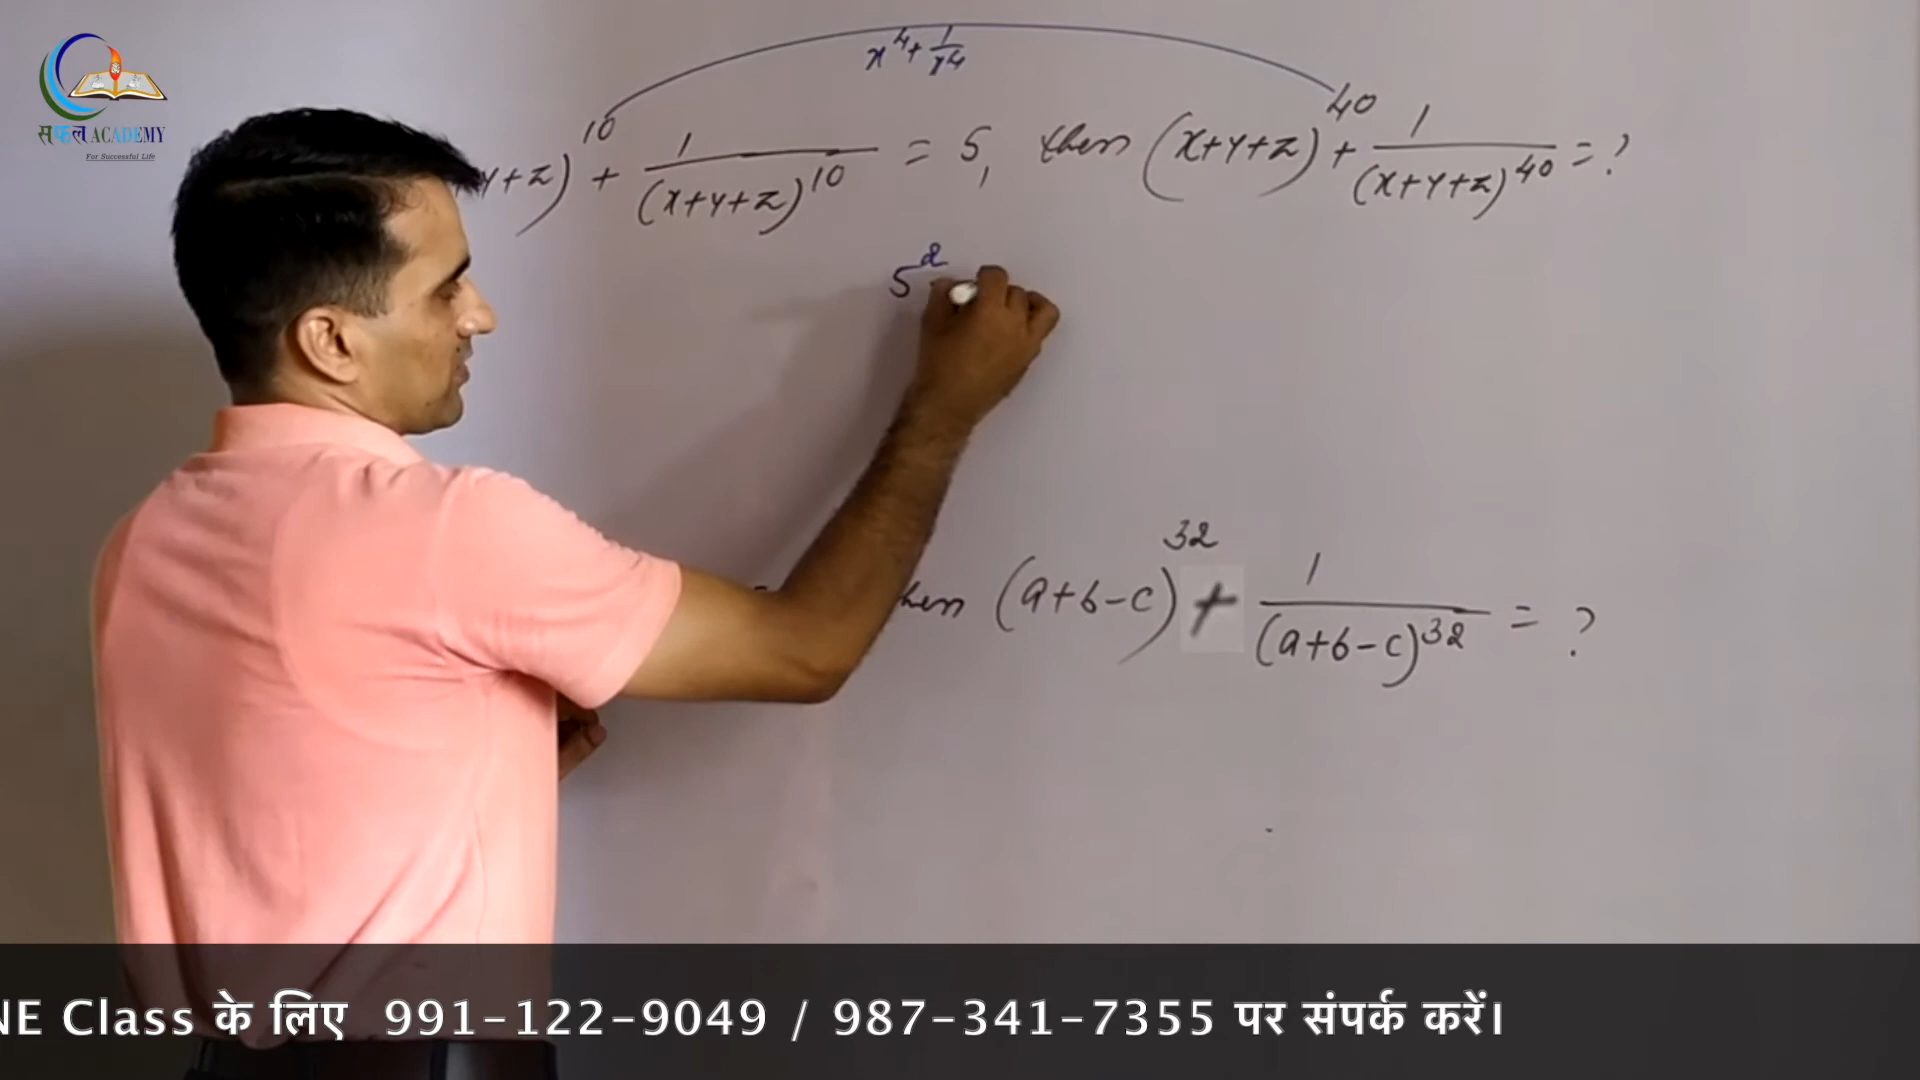 x⁴ + 1/x⁴
सफल ACADEMY
For Successful Life
y+z)¹⁰ + 1/(x+y+z)¹⁰ = 5, then (x+y+z)⁴⁰ + 1/(x+y+z)⁴⁰ = ?
5²
then (a+b-c)³² + 1/(a+b-c)³² = ?
NE Class के लिए 991-122-9049 / 987-341-7355 पर संपर्क करें।